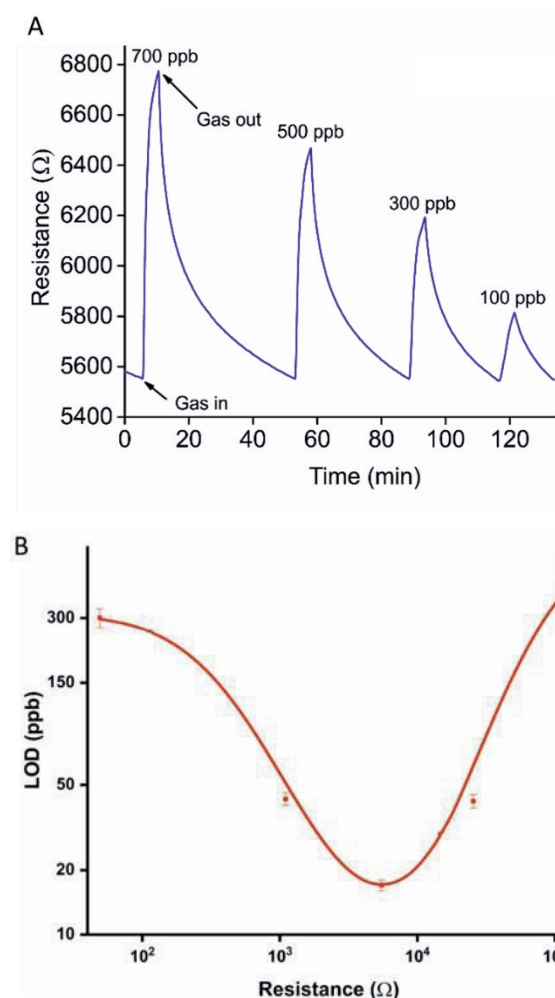 A
700 ppb
Gas out
500 ppb
300 ppb
100 ppb
Gas in
Resistance (Ω)
6800
6600
6400
6200
6000
5800
5600
5400
0 20 40 60 80 100 120
Time (min)
B
LOD (ppb)
300
150
50
20
10
10² 10³ 10⁴
Resistance (Ω)